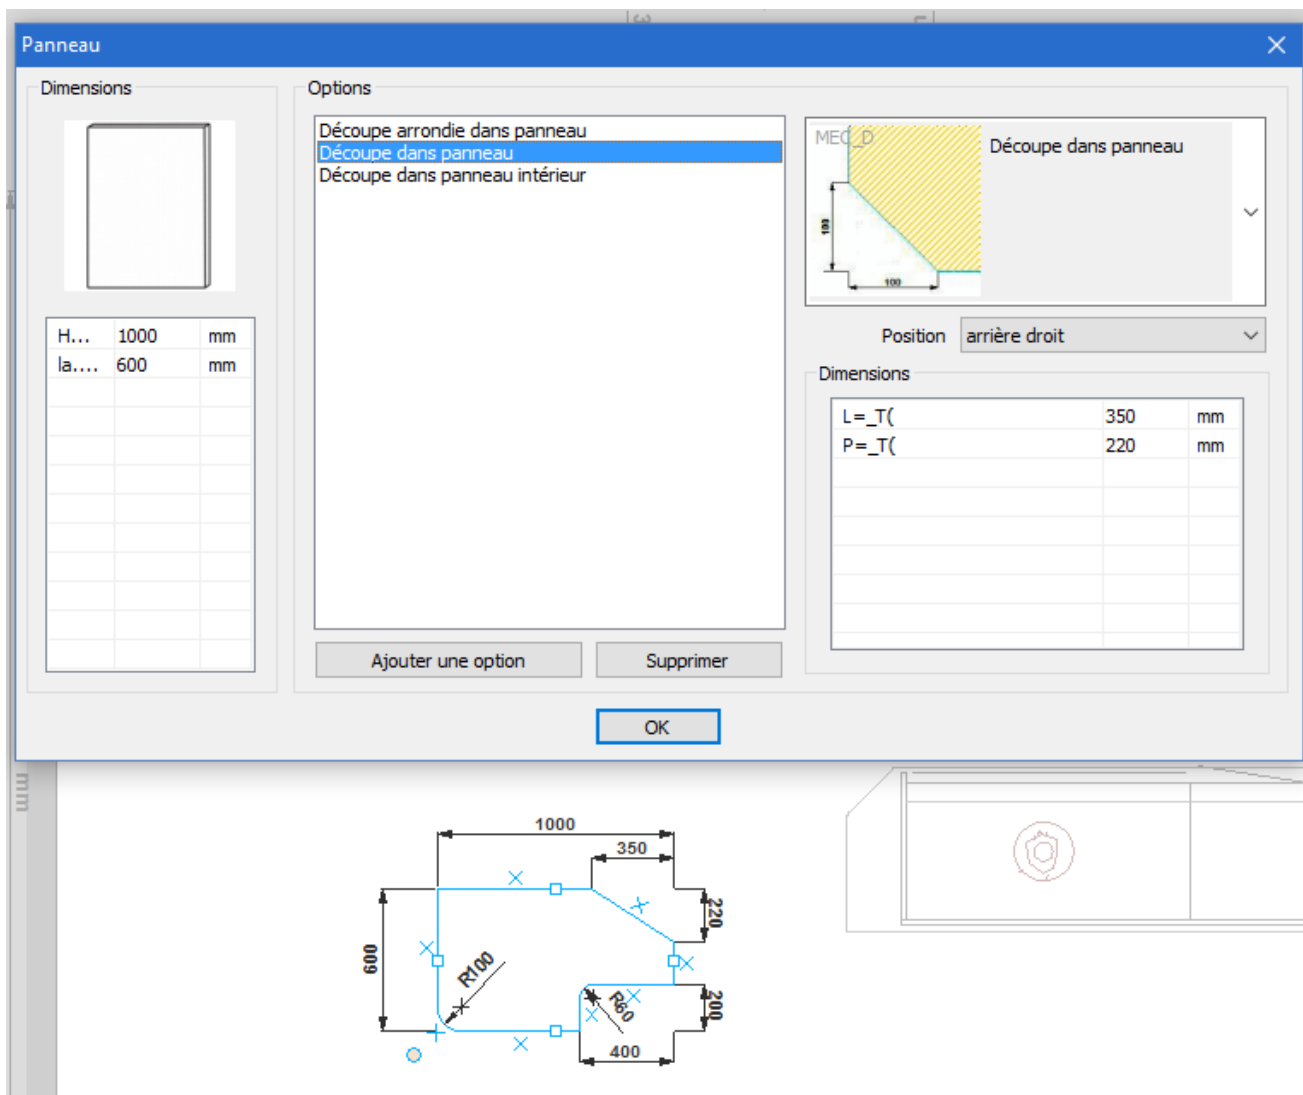 Panneau
Dimensions
H... 1000 mm
la.... 600 mm
Options
Découpe arrondie dans panneau
Découpe dans panneau
Découpe dans panneau intérieur
Ajouter une option
Supprimer
MEC_D
Découpe dans panneau
100
100
Position arrière droit
Dimensions
L=_T( 350 mm
P=_T( 220 mm
OK
mm
1000
350
220
600
R100
R60
200
400